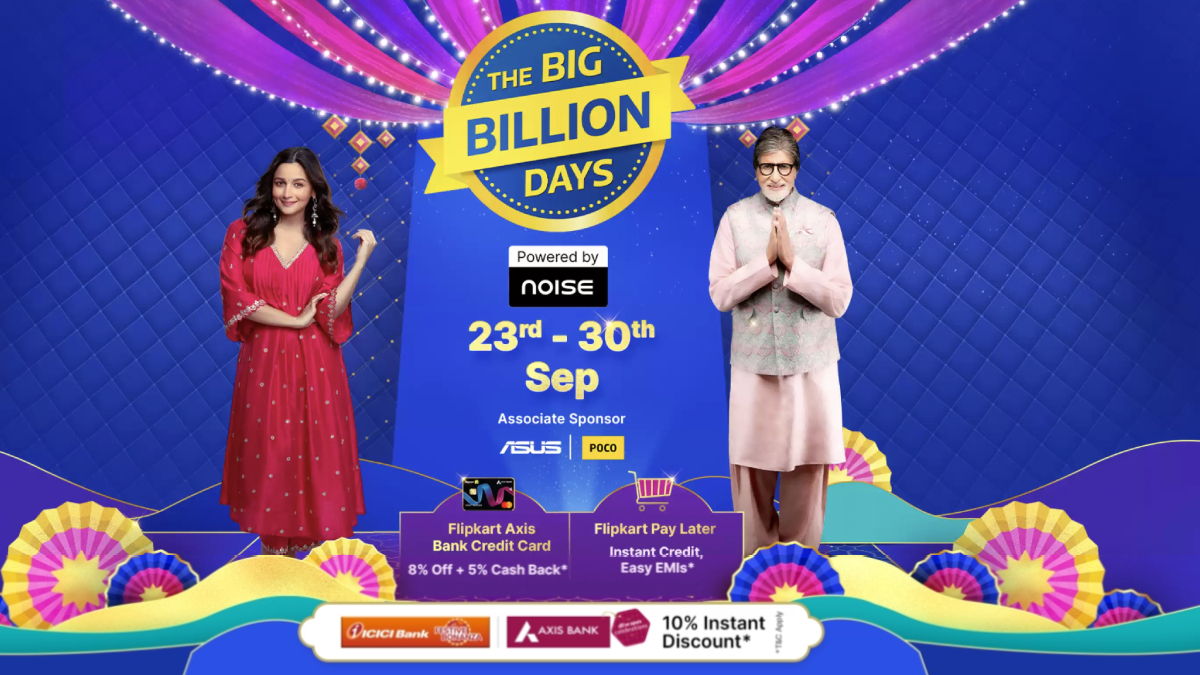 THE BIG
BILLION
DAYS
Powered by
NOISE
23rd - 30th
Sep
Associate Sponsor
ASUS
POCO
Flipkart Axis
Bank Credit Card
8% Off + 5% Cash Back*
Flipkart Pay Later
Instant Credit,
Easy EMIs*
ICICI Bank
FESTIVE
BONANZA
AXIS BANK
10% Instant
Discount*
*T&C Apply